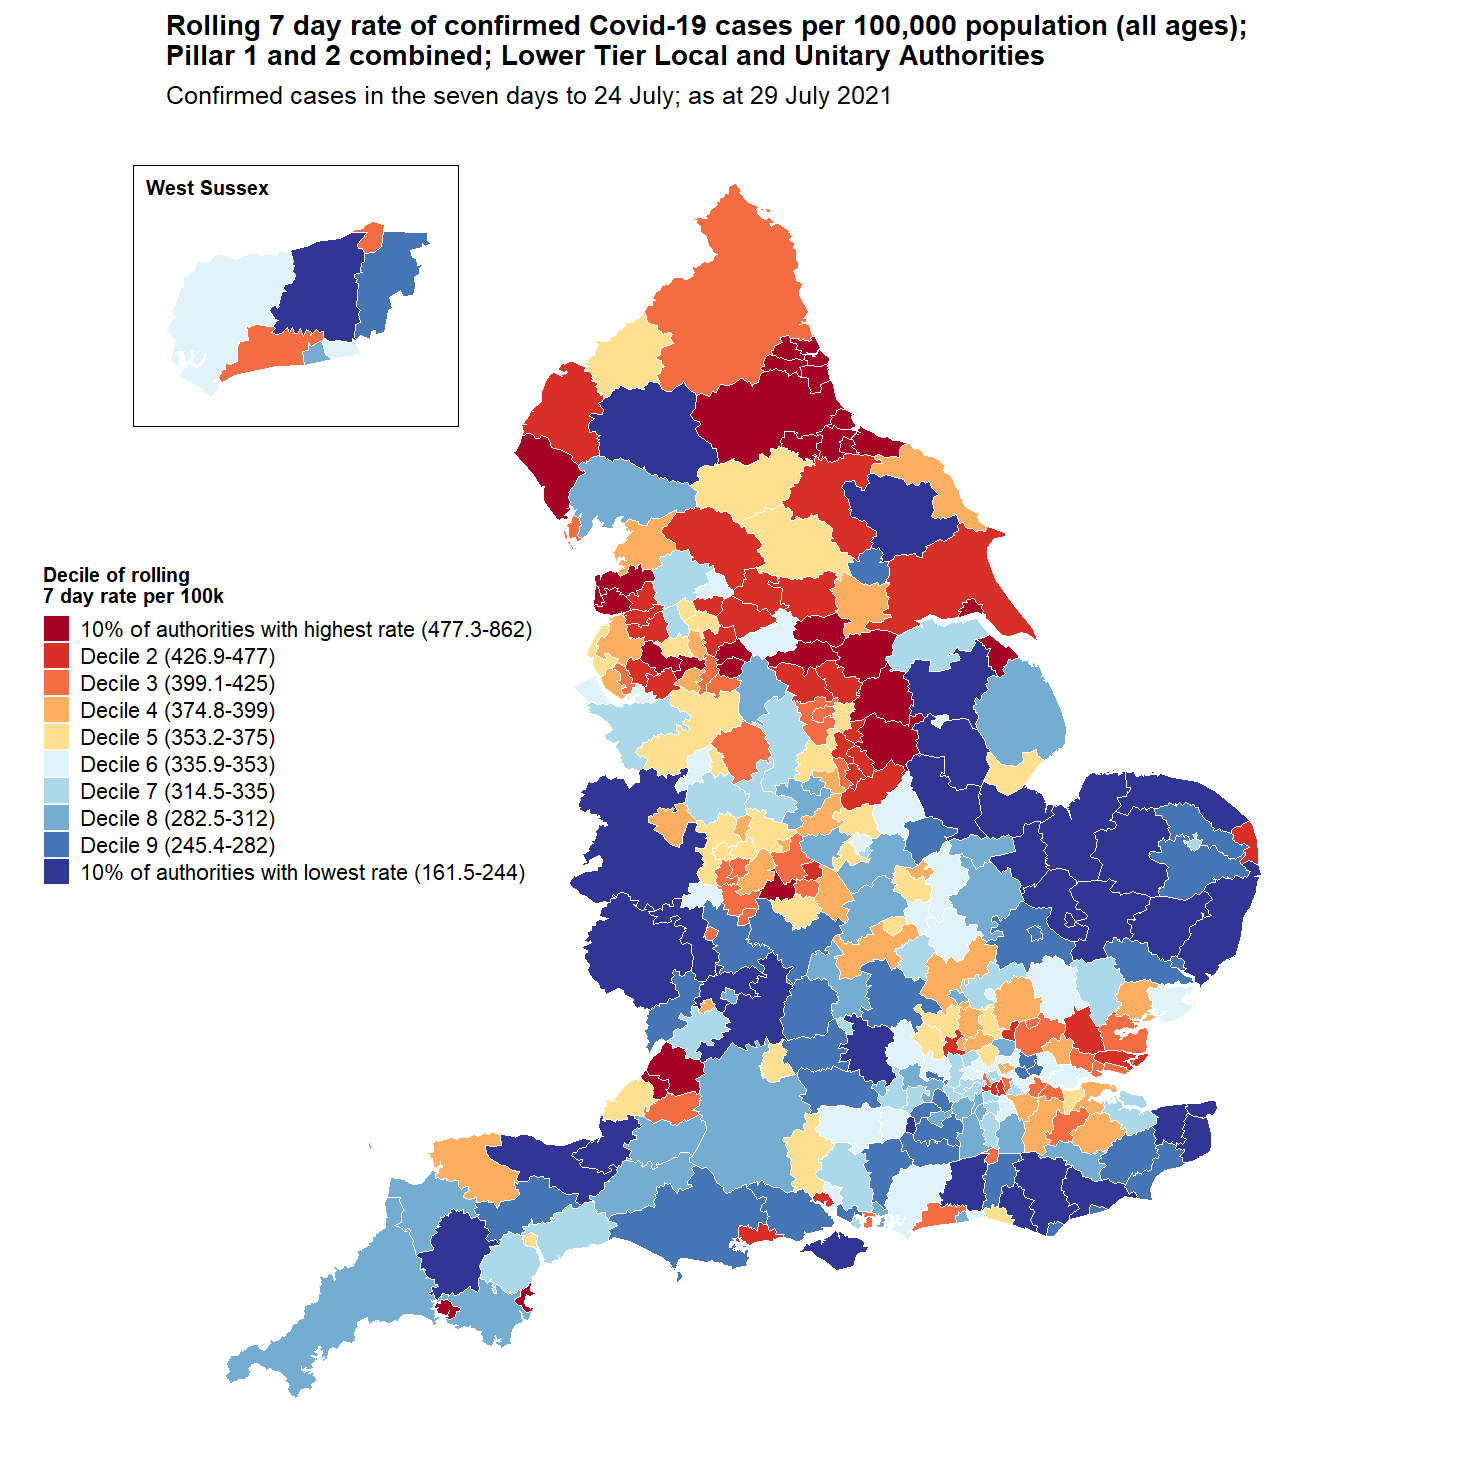 Rolling 7 day rate of confirmed Covid-19 cases per 100,000 population (all ages);
Pillar 1 and 2 combined; Lower Tier Local and Unitary Authorities
Confirmed cases in the seven days to 24 July; as at 29 July 2021
West Sussex
Decile of rolling
7 day rate per 100k
10% of authorities with highest rate (477.3-862)
Decile 2 (426.9-477)
Decile 3 (399.1-425)
Decile 4 (374.8-399)
Decile 5 (353.2-375)
Decile 6 (335.9-353)
Decile 7 (314.5-335)
Decile 8 (282.5-312)
Decile 9 (245.4-282)
10% of authorities with lowest rate (161.5-244)